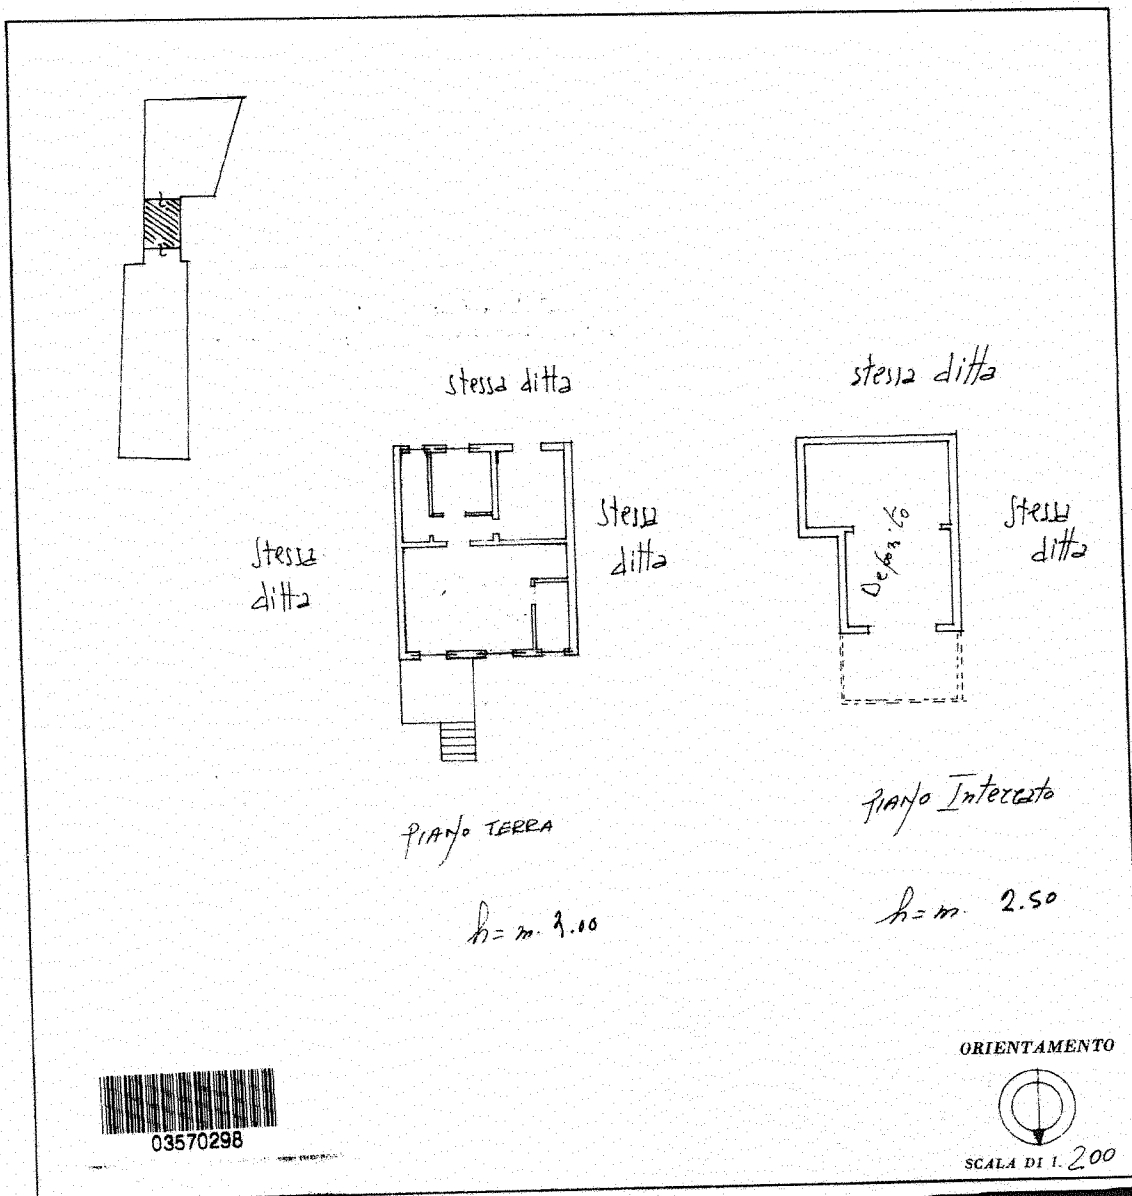 stessa ditta
stessa ditta
stessa
ditta
stessa
ditta
stessa
ditta
Deposito
PIANO TERRA
PIANO Interrato
h= m. 3.00
h= m. 2.50
ORIENTAMENTO
SCALA DI 1. 200
03570298